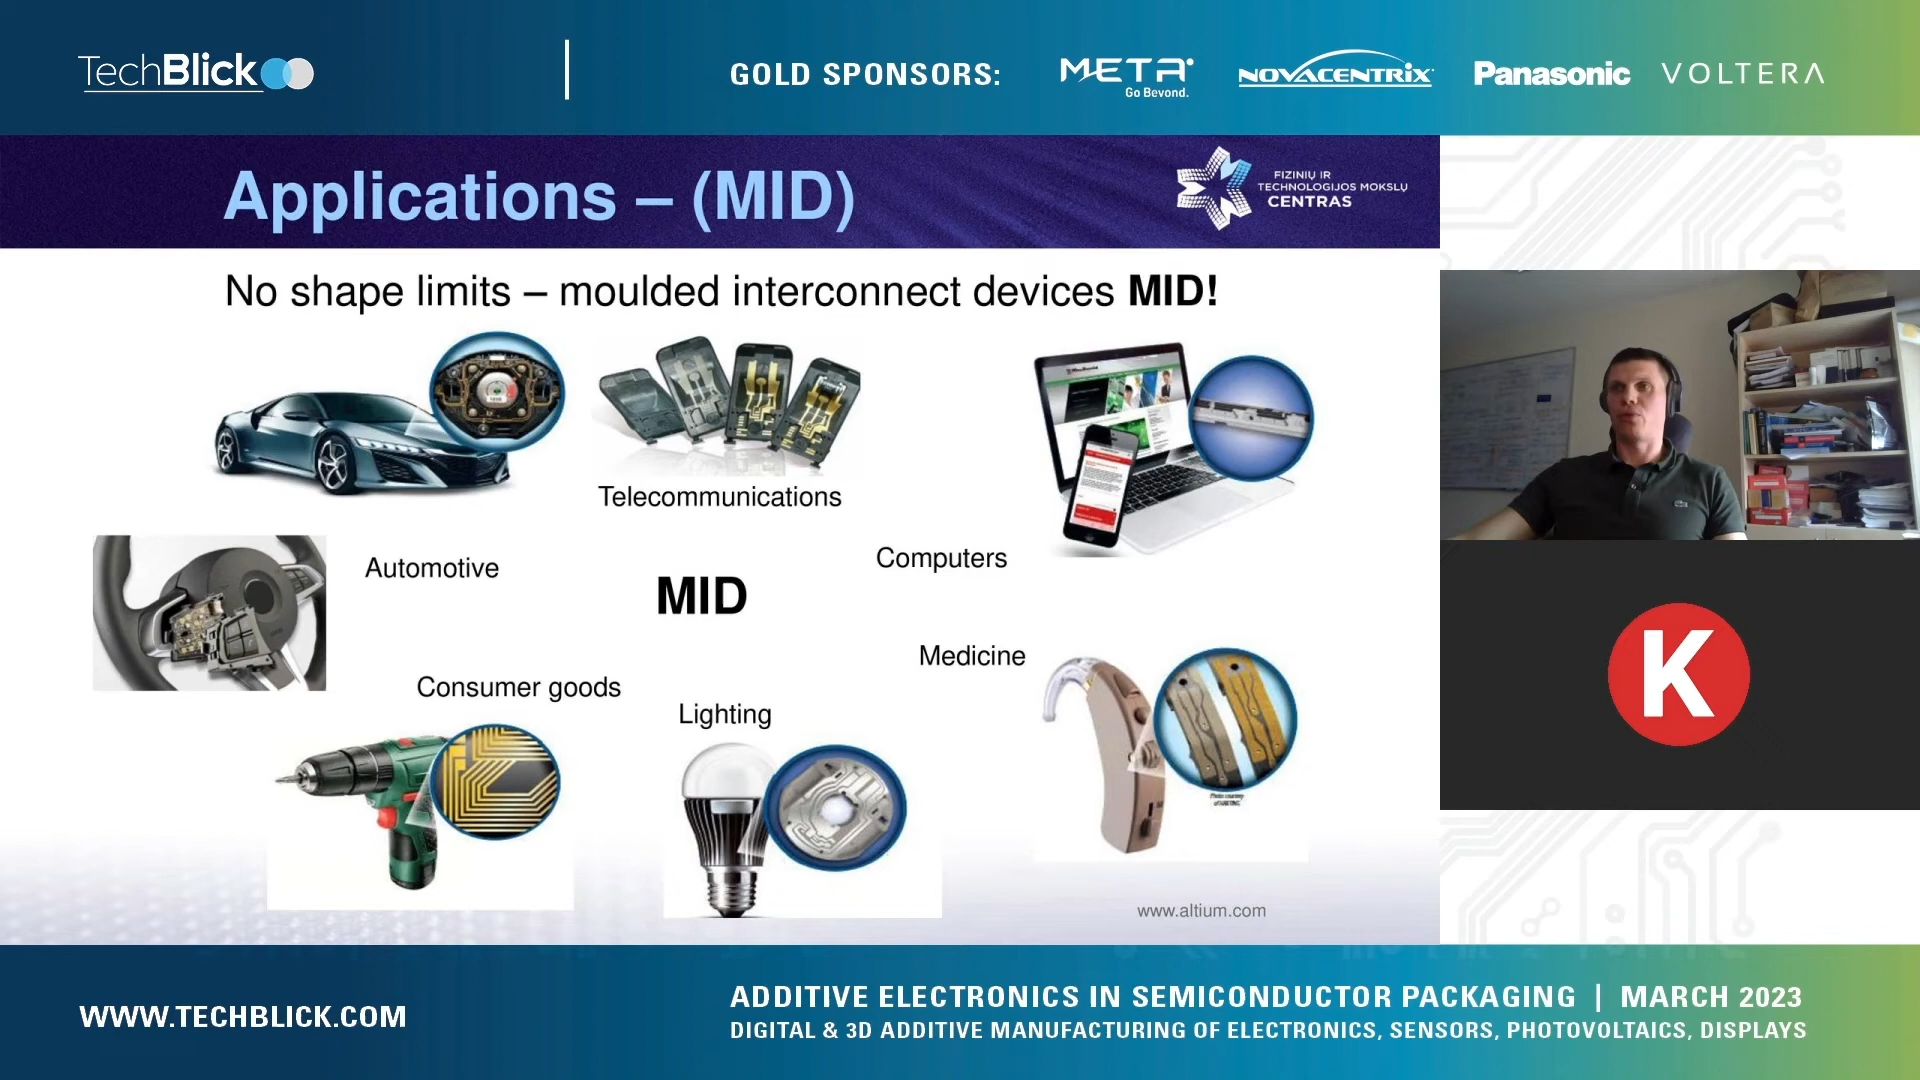 TechBlick
GOLD SPONSORS:
META
Go Beyond.
NOVACENTRIX
Panasonic
VOLTERA
Applications – (MID)
FIZINIŲ IR
TECHNOLOGIJOS MOKSLŲ
CENTRAS
No shape limits – moulded interconnect devices MID!
Telecommunications
Automotive
Computers
MID
Medicine
Consumer goods
Lighting
www.altium.com
K
WWW.TECHBLICK.COM
ADDITIVE ELECTRONICS IN SEMICONDUCTOR PACKAGING | MARCH 2023
DIGITAL & 3D ADDITIVE MANUFACTURING OF ELECTRONICS, SENSORS, PHOTOVOLTAICS, DISPLAYS